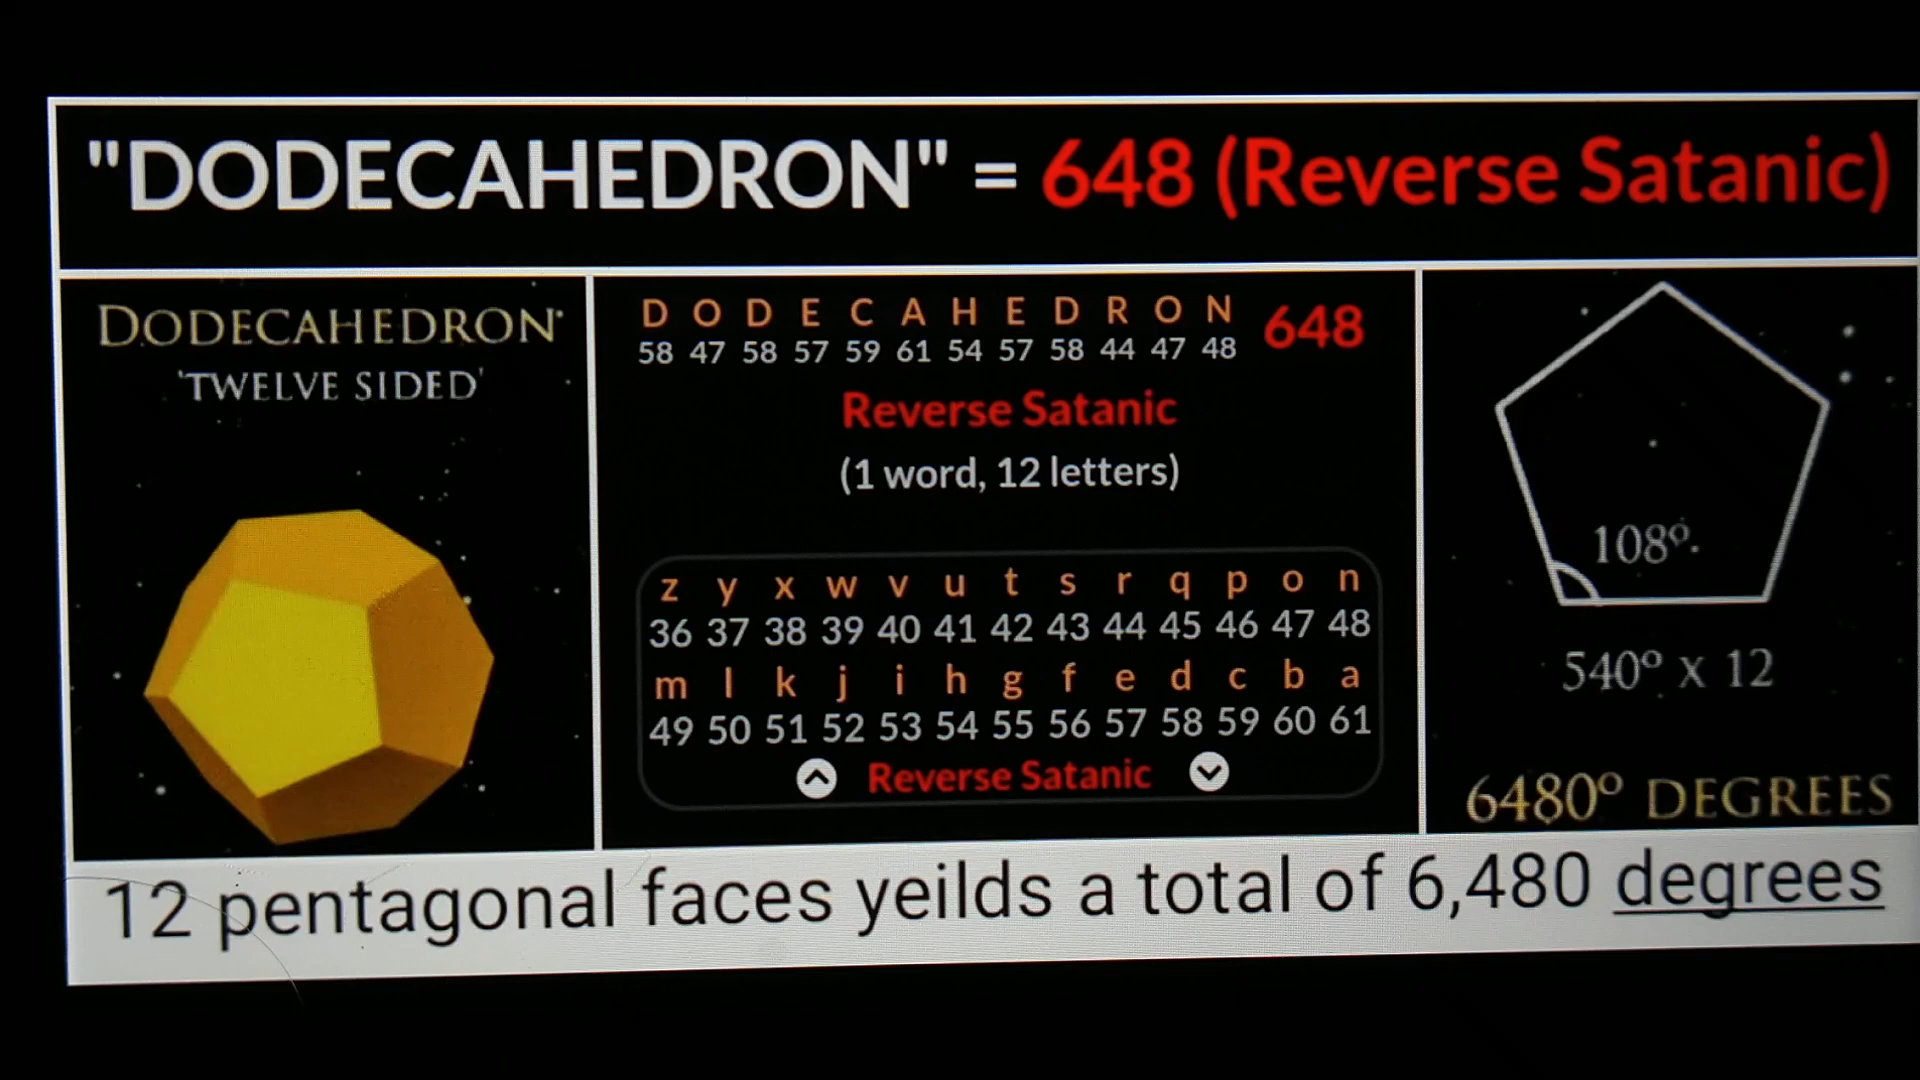 "DODECAHEDRON" = 648 (Reverse Satanic)
DODECAHEDRON
'TWELVE SIDED'
D O D E C A H E D R O N 648
58 47 58 57 59 61 54 57 58 44 47 48
Reverse Satanic
(1 word, 12 letters)
z y x w v u t s r q p o n
36 37 38 39 40 41 42 43 44 45 46 47 48
m l k j i h g f e d c b a
49 50 51 52 53 54 55 56 57 58 59 60 61
Reverse Satanic
108º
540º X 12
6480º DEGREES
12 pentagonal faces yeilds a total of 6,480 degrees